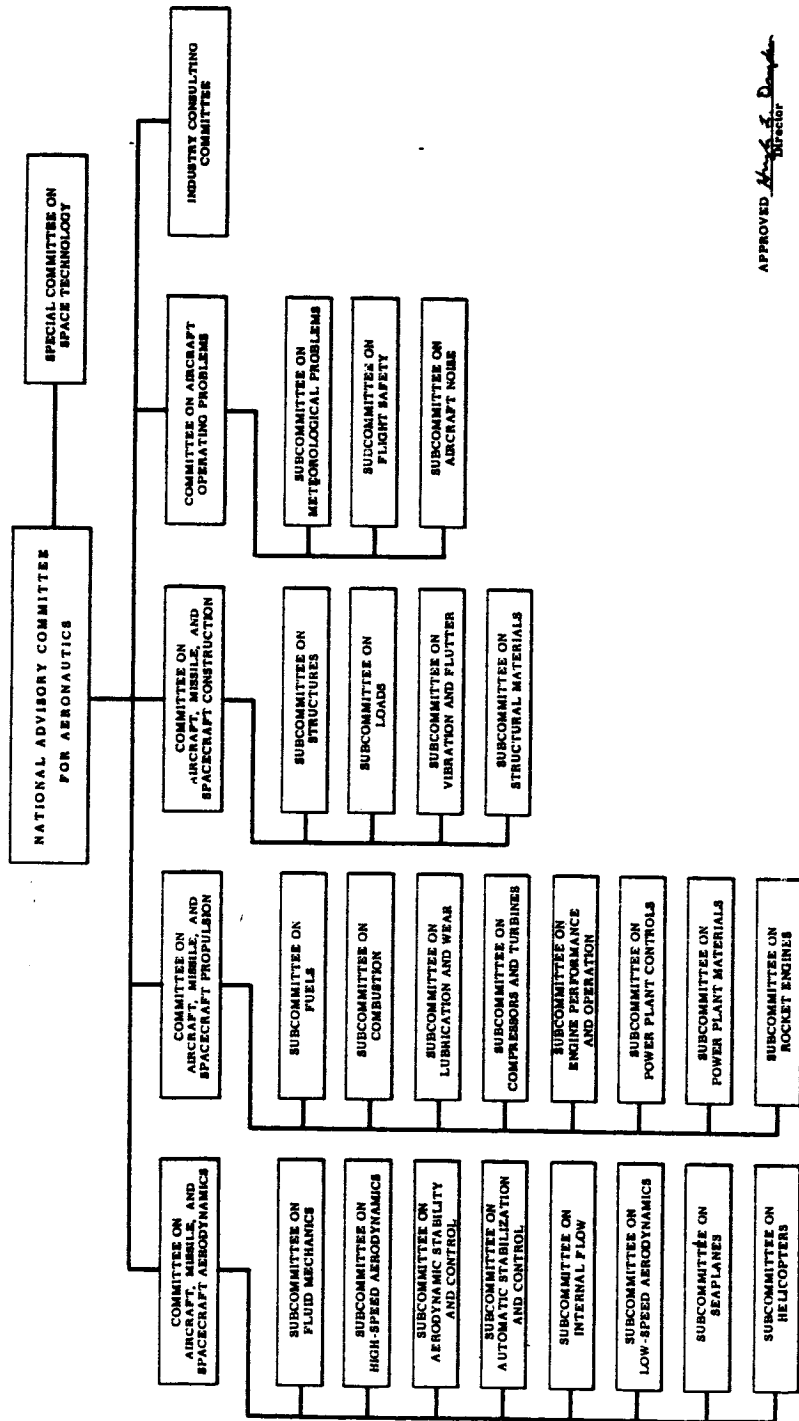 NATIONAL ADVISORY COMMITTEE
FOR AERONAUTICS
SPECIAL COMMITTEE ON
SPACE TECHNOLOGY
COMMITTEE ON
AIRCRAFT, MISSILE, AND
SPACECRAFT AERODYNAMICS
SUBCOMMITTEE ON
FLUID MECHANICS
SUBCOMMITTEE ON
HIGH-SPEED AERODYNAMICS
SUBCOMMITTEE ON
AERODYNAMIC STABILITY
AND CONTROL
SUBCOMMITTEE ON
AUTOMATIC STABILIZATION
AND CONTROL
SUBCOMMITTEE ON
INTERNAL FLOW
SUBCOMMITTEE ON
LOW-SPEED AERODYNAMICS
SUBCOMMITTEE ON
SEAPLANES
SUBCOMMITTEE ON
HELICOPTERS
COMMITTEE ON
AIRCRAFT, MISSILE, AND
SPACECRAFT PROPULSION
SUBCOMMITTEE ON
FUELS
SUBCOMMITTEE ON
COMBUSTION
SUBCOMMITTEE ON
LUBRICATION AND WEAR
SUBCOMMITTEE ON
COMPRESSORS AND TURBINES
SUBCOMMITTEE ON
ENGINE PERFORMANCE
AND OPERATION
SUBCOMMITTEE ON
POWER PLANT CONTROLS
SUBCOMMITTEE ON
POWER PLANT MATERIALS
SUBCOMMITTEE ON
ROCKET ENGINES
COMMITTEE ON
AIRCRAFT, MISSILE, AND
SPACECRAFT CONSTRUCTION
SUBCOMMITTEE ON
STRUCTURES
SUBCOMMITTEE ON
LOADS
SUBCOMMITTEE ON
VIBRATION AND FLUTTER
SUBCOMMITTEE ON
STRUCTURAL MATERIALS
COMMITTEE ON AIRCRAFT
OPERATING PROBLEMS
SUBCOMMITTEE ON
METEOROLOGICAL PROBLEMS
SUBCOMMITTEE ON
FLIGHT SAFETY
SUBCOMMITTEE ON
AIRCRAFT NOISE
INDUSTRY CONSULTING
COMMITTEE
APPROVED
Director